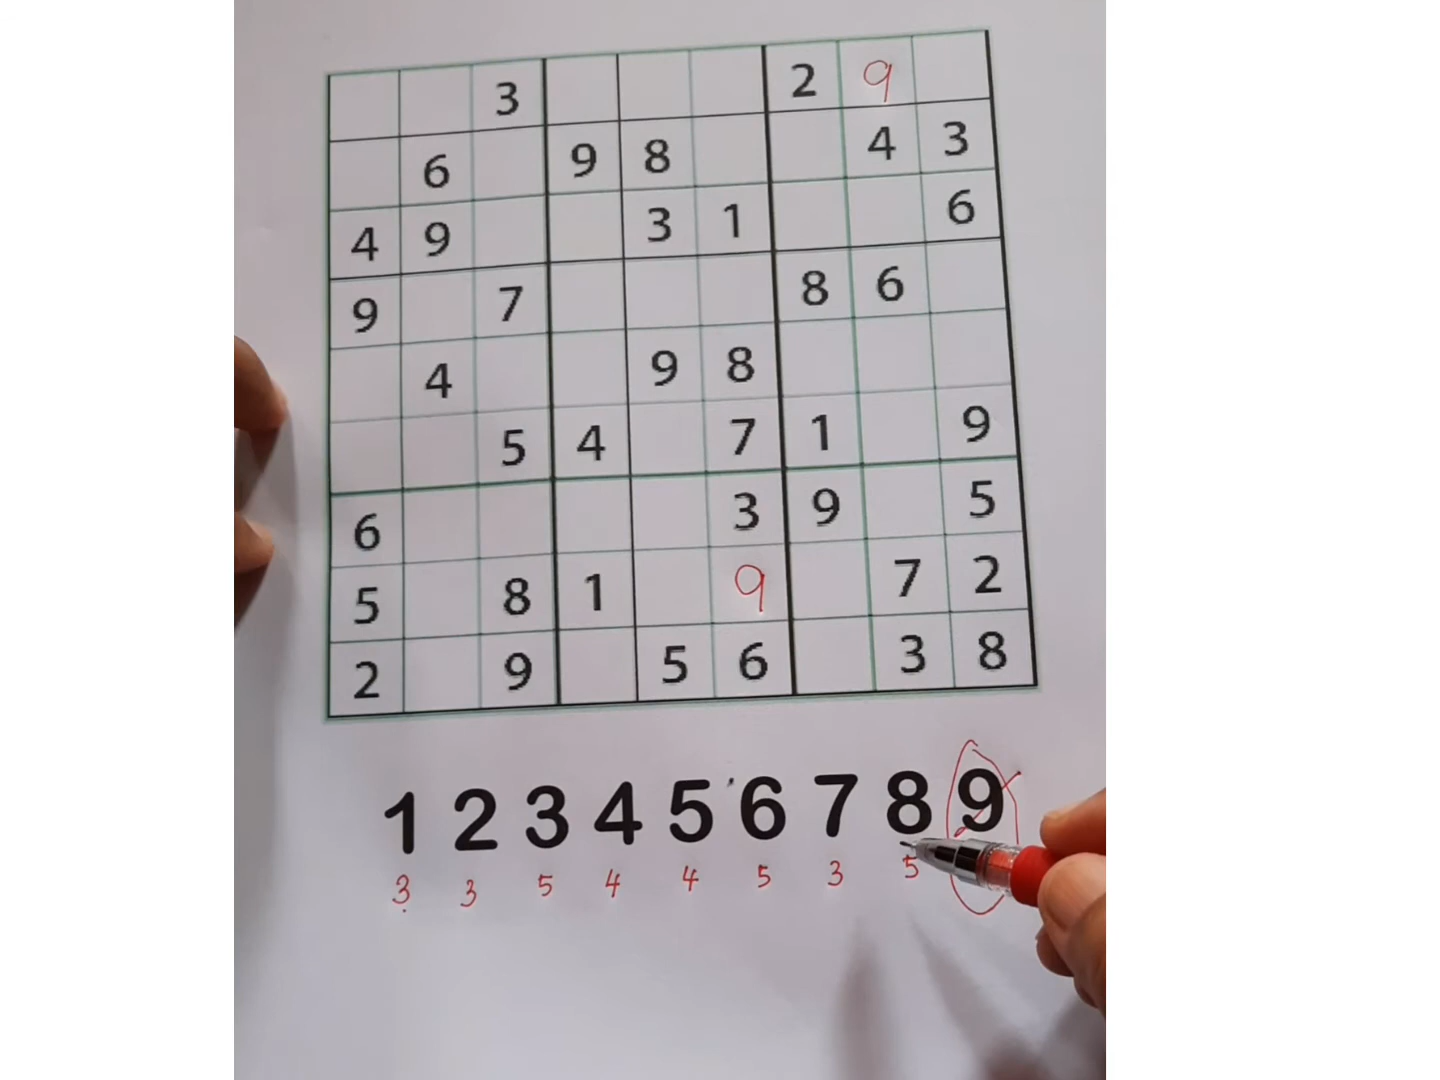 3 2 9
6 9 8 4 3
4 9 3 1 6
9 7 8 6
4 9 8
5 4 7 1 9
6 3 9 5
5 8 1 9 7 2
2 9 5 6 3 8
1 2 3 4 5 6 7 8 9
3 3 5 4 4 5 3 5